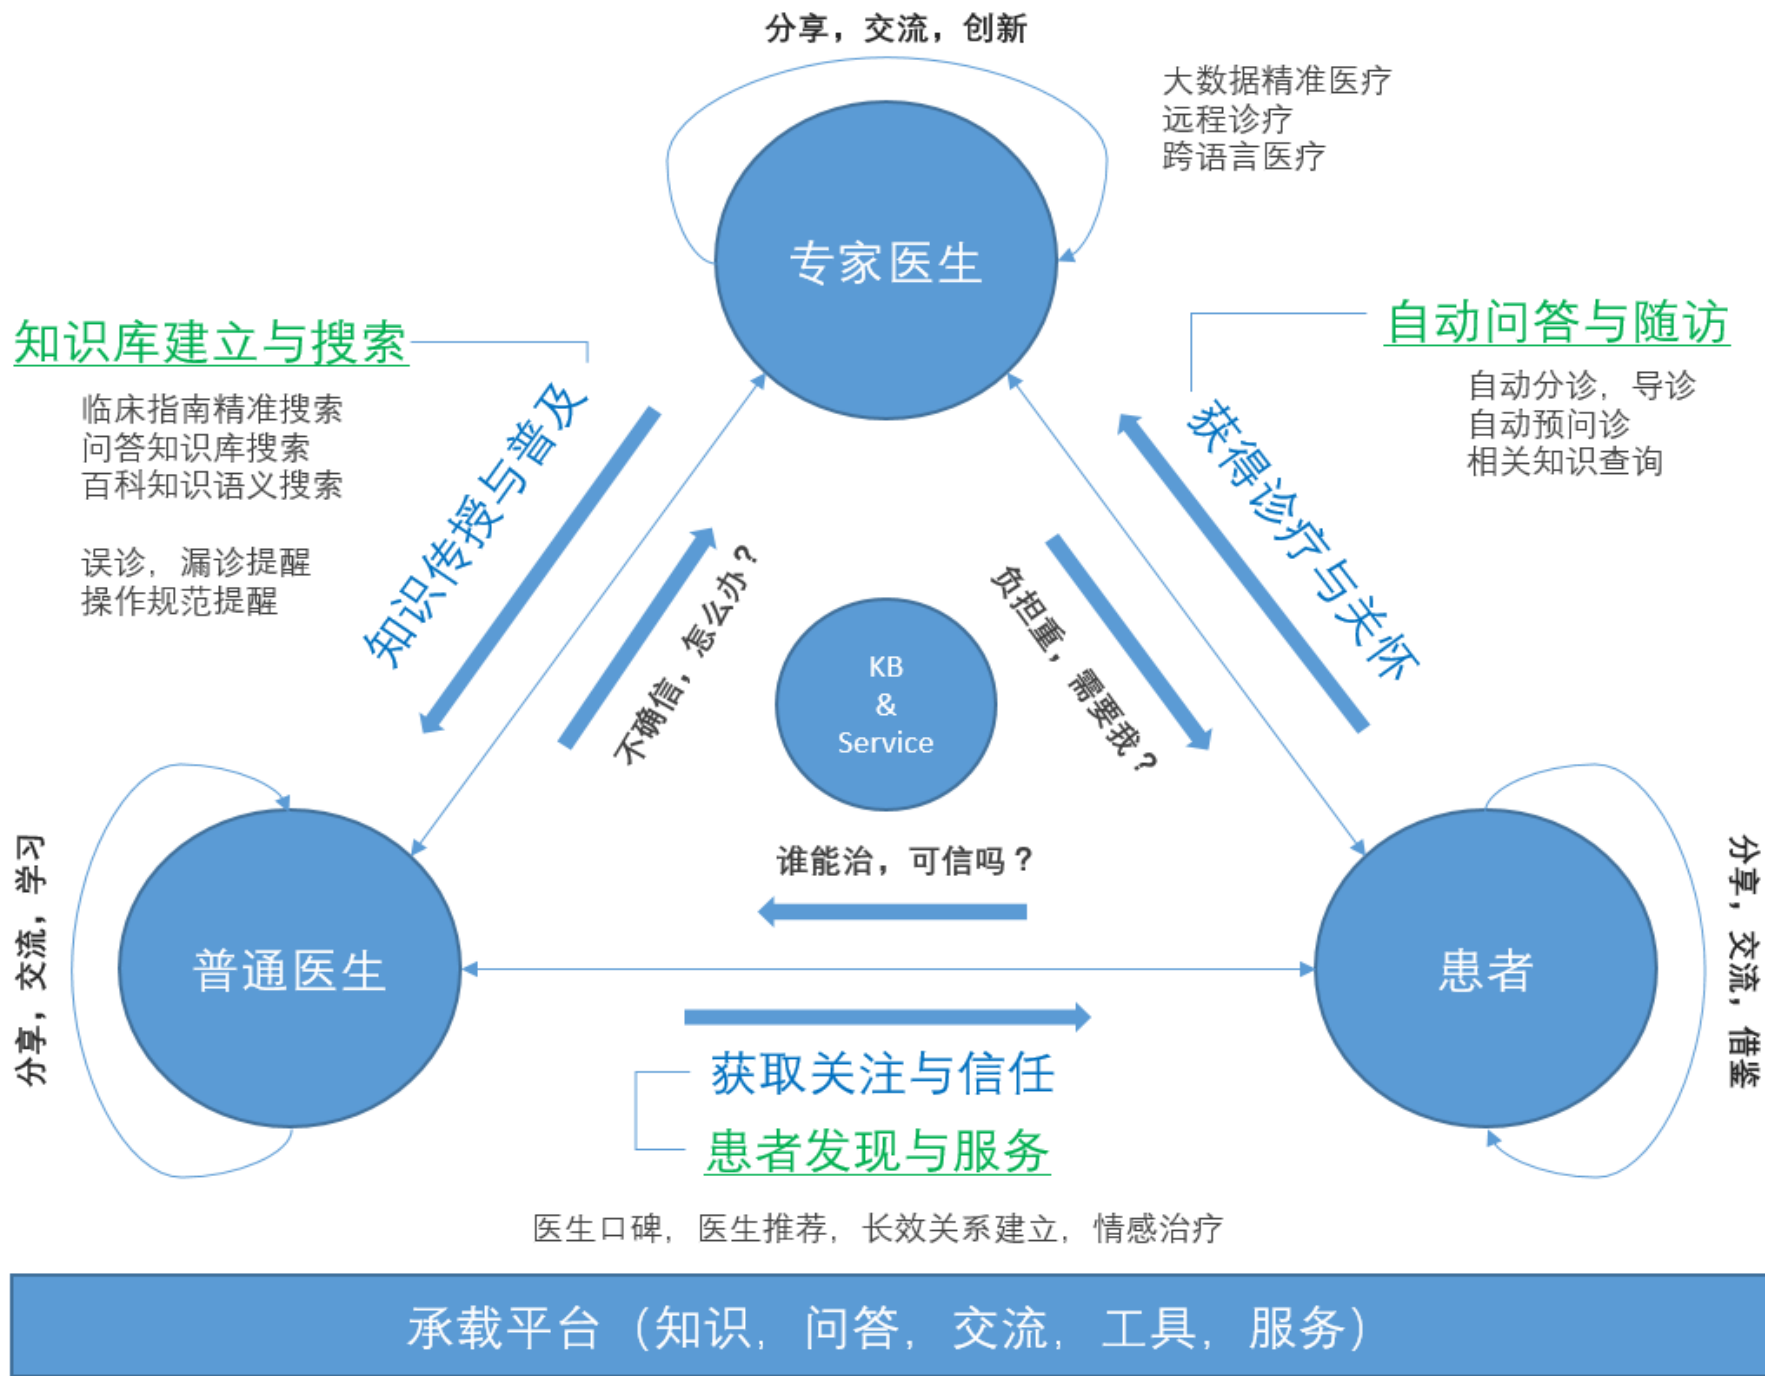 分享，交流，创新
大数据精准医疗
远程诊疗
跨语言医疗
专家医生
知识库建立与搜索
临床指南精准搜索
问答知识库搜索
百科知识语义搜索
误诊，漏诊提醒
操作规范提醒
知识传授与普及
不确信，怎么办？
自动问答与随访
自动分诊，导诊
自动预问诊
相关知识查询
获得诊疗与关怀
负担重，需要我？
KB
&
Service
谁能治，可信吗？
分享，交流，学习
普通医生
患者
分享，交流，借鉴
获取关注与信任
患者发现与服务
医生口碑，医生推荐，长效关系建立，情感治疗
承载平台（知识，问答，交流，工具，服务）